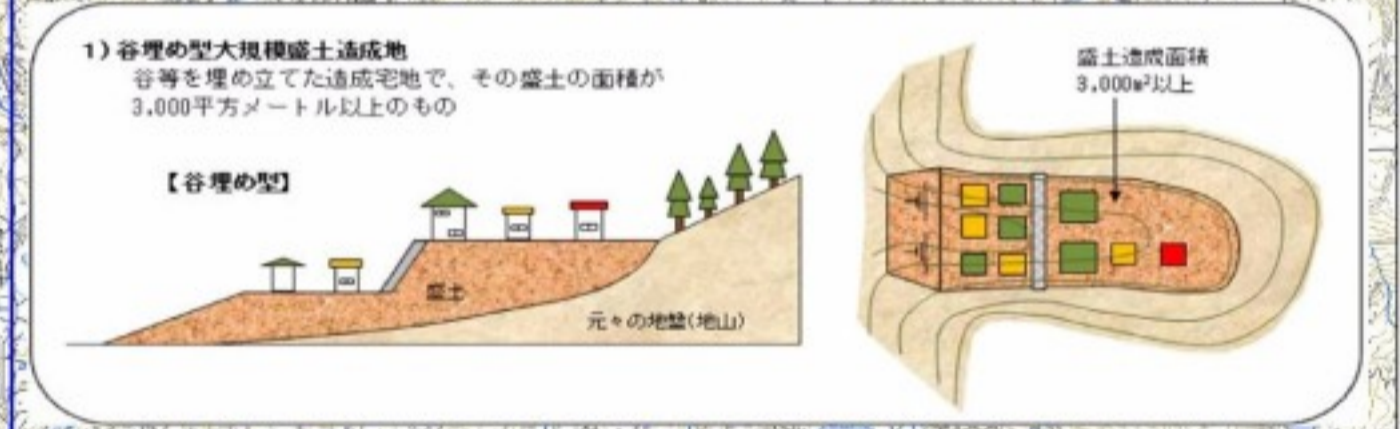 1)谷埋め型大規模盛土造成地
谷等を埋め立てた造成宅地で、その盛土の面積が
3,000平方メートル以上のもの
【谷埋め型】
盛土造成面積
3,000m²以上
盛土
元々の地盤(地山)